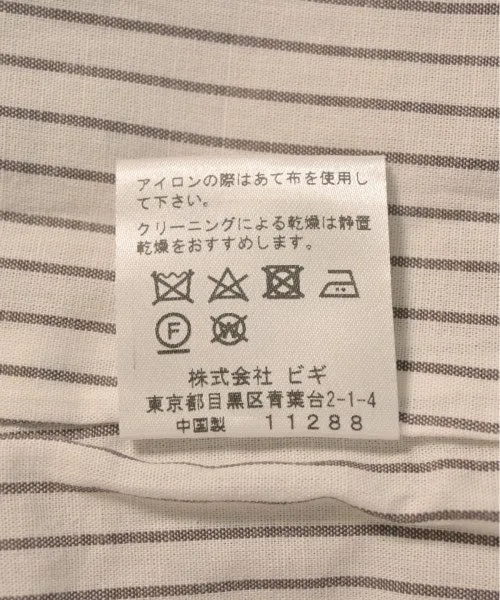 アイロンの際はあて布を使用し
て下さい。
クリーニングによる乾燥は静置
乾燥をおすすめします。
F W
株式会社 ビギ
東京都目黒区青葉台2-1-4
中国製 11288